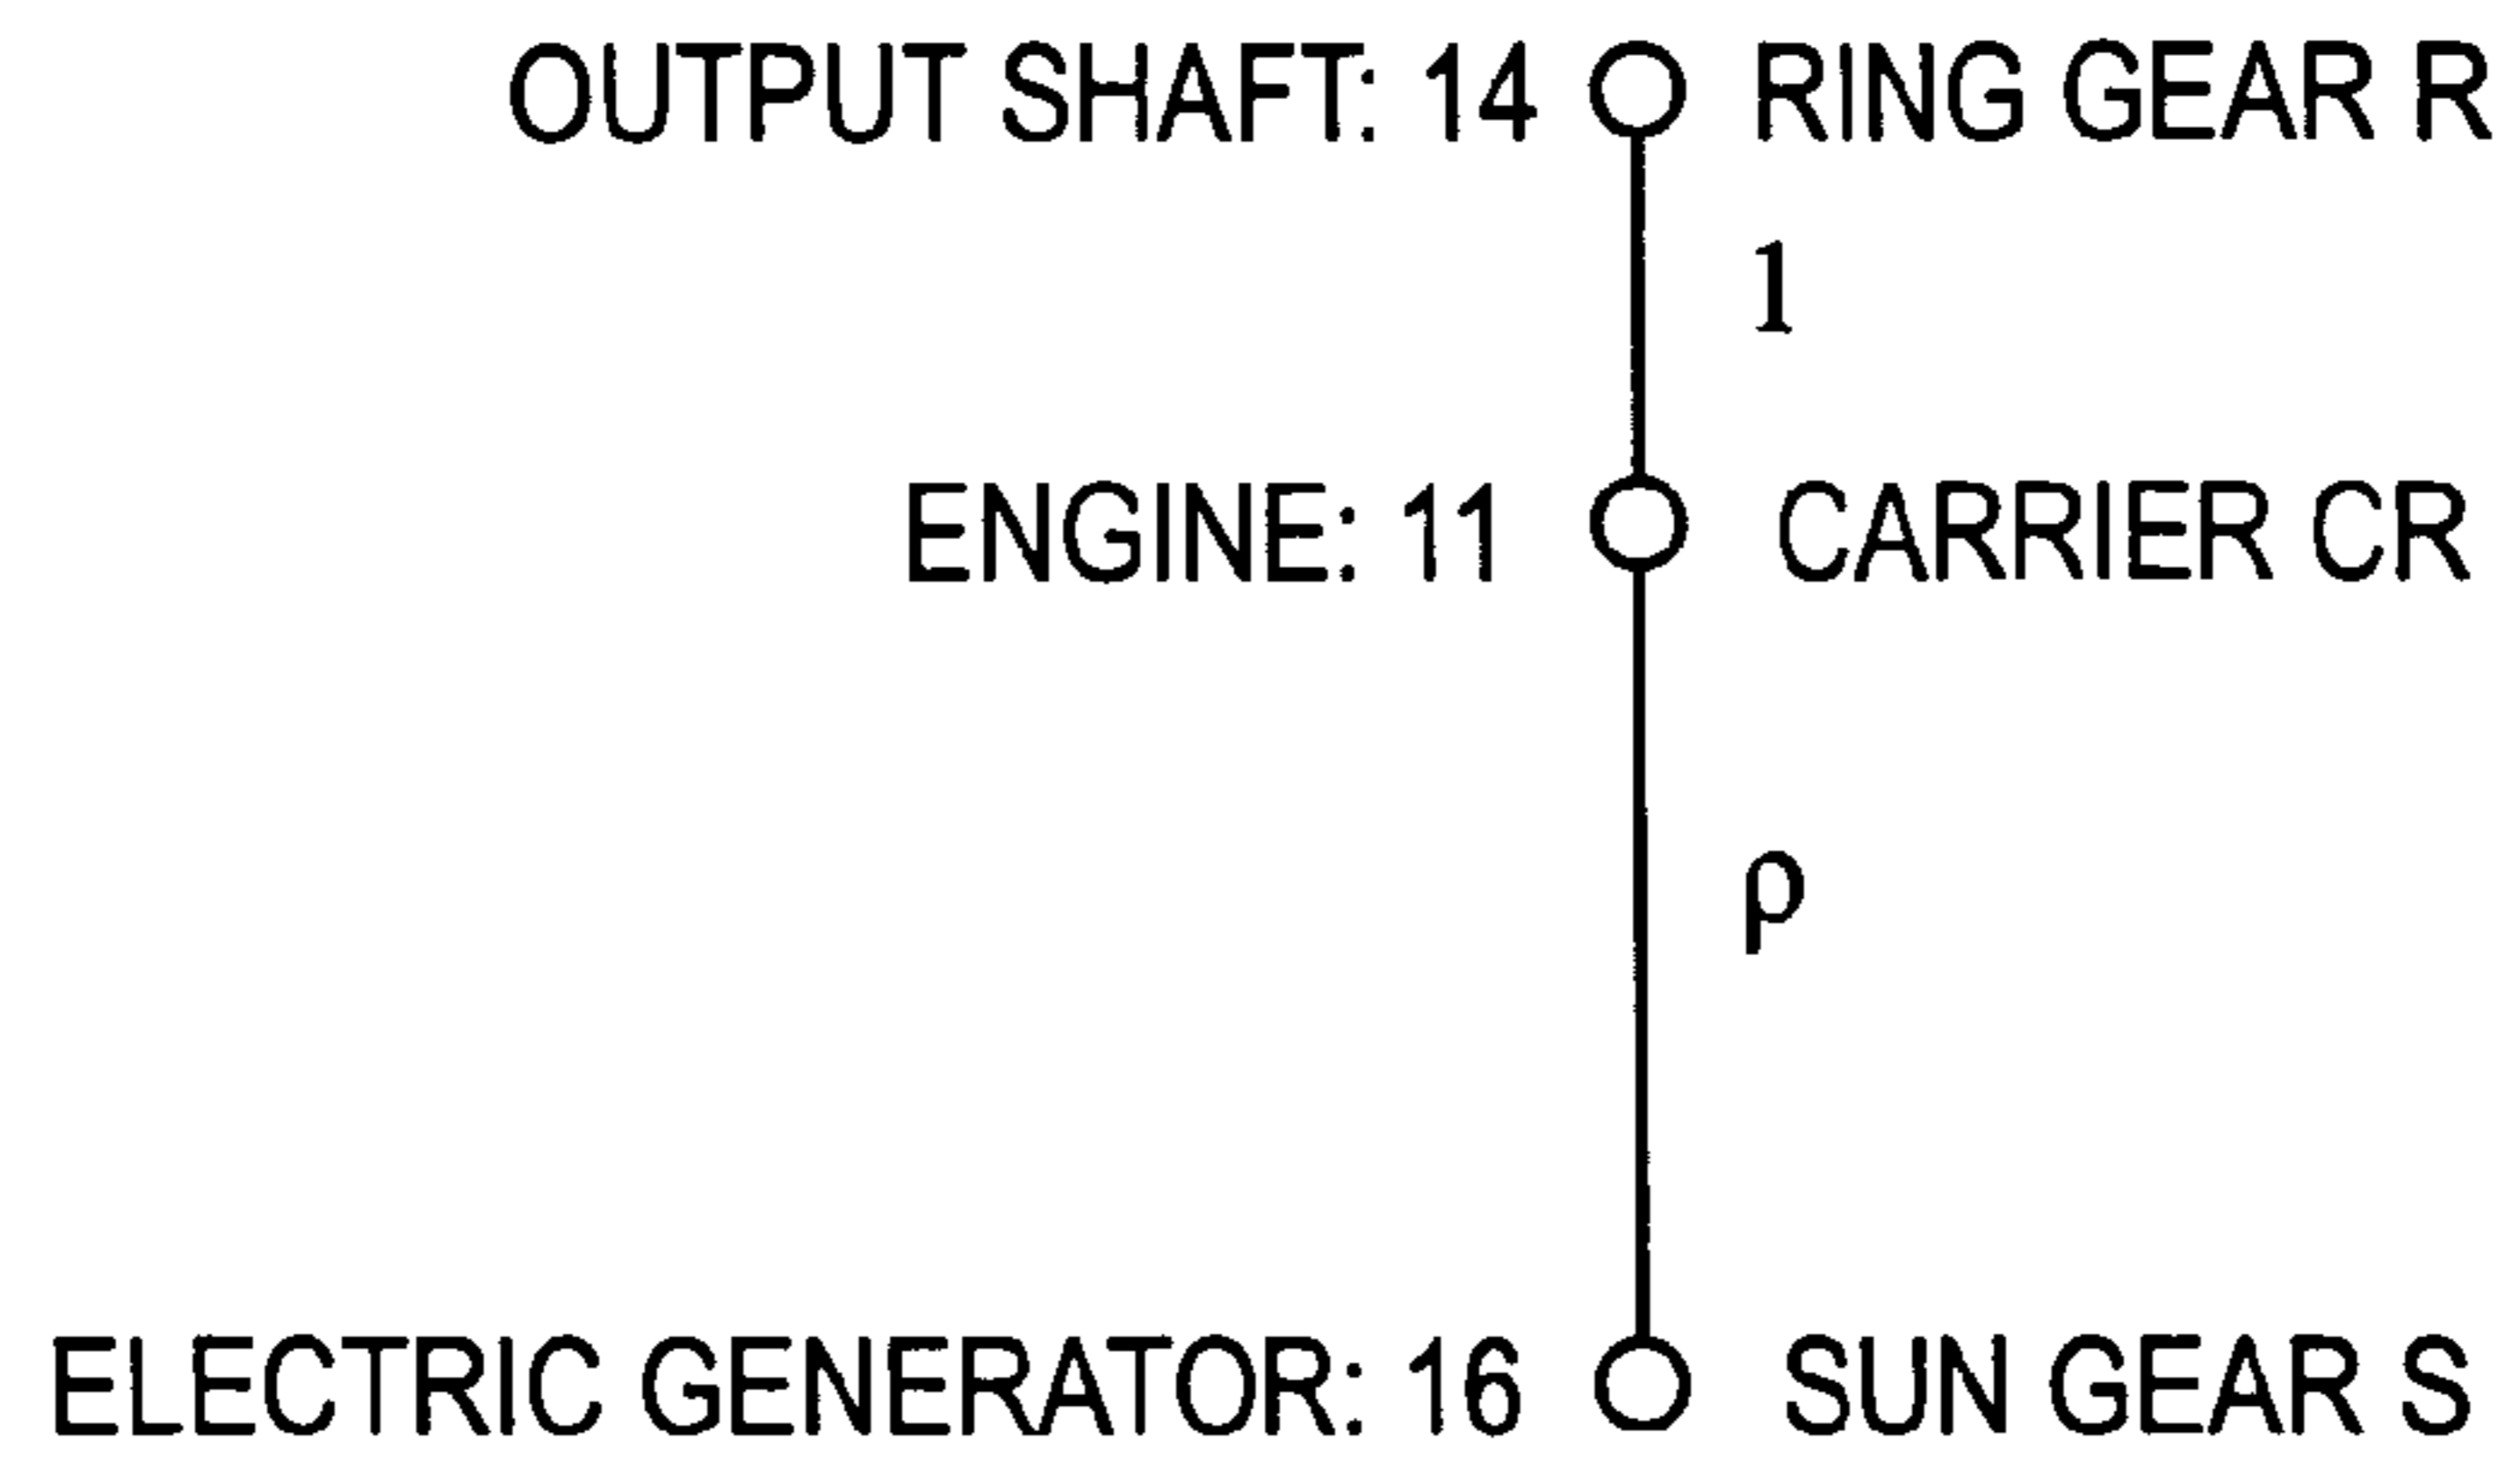 OUTPUT SHAFT: 14 RING GEAR R
1
ENGINE: 11 CARRIER CR
ρ
ELECTRIC GENERATOR: 16 SUN GEAR S